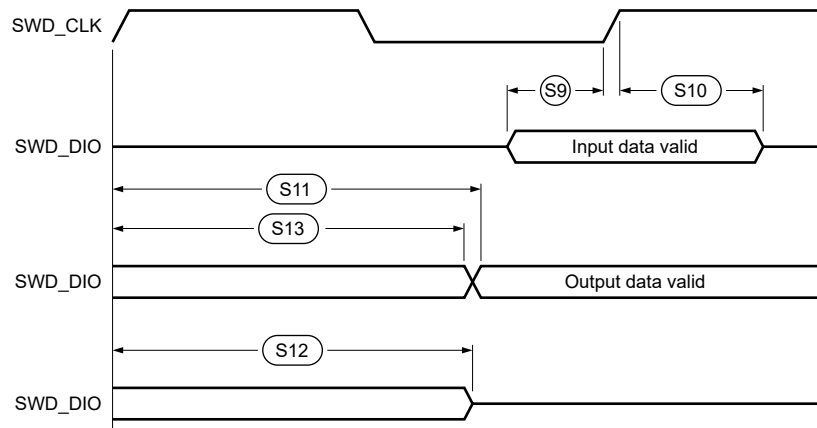 SWD_CLK
S9
S10
SWD_DIO
Input data valid
S11
S13
SWD_DIO
Output data valid
S12
SWD_DIO